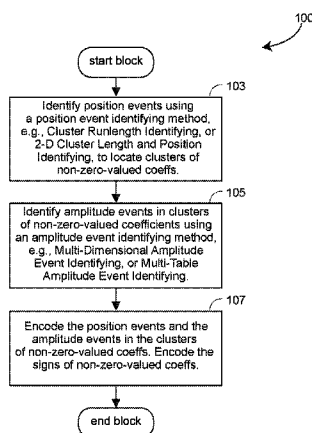 100
start block
103
Identify position events using
a position event identifying method,
e.g., Cluster Runlength Identifying, or
2-D Cluster Length and Position
Identifying, to locate clusters of
non-zero-valued coeffs.
105
Identify amplitude events in clusters
of non-zero-valued coefficients using
an amplitude event identifying method,
e.g., Multi-Dimensional Amplitude
Event Identifying, or Multi-Table
Amplitude Event Identifying.
107
Encode the position events and the
amplitude events in the clusters
of non-zero-valued coeffs. Encode the
signs of non-zero-valued coeffs.
end block